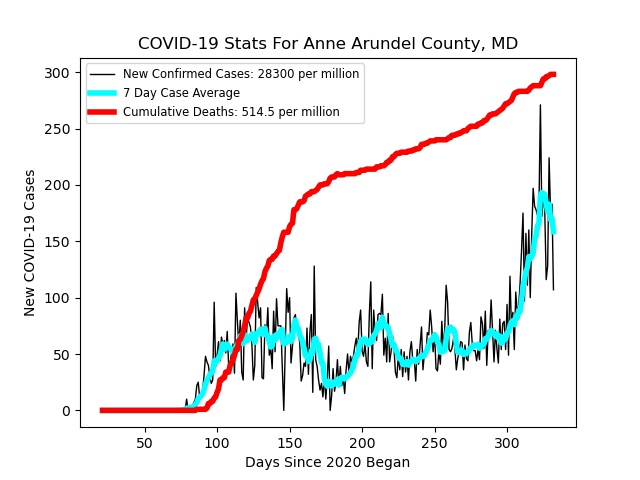 COVID-19 Stats For Anne Arundel County, MD
New Confirmed Cases: 28300 per million
7 Day Case Average
Cumulative Deaths: 514.5 per million
New COVID-19 Cases
300
250
200
150
100
50
0
50 100 150 200 250 300
Days Since 2020 Began